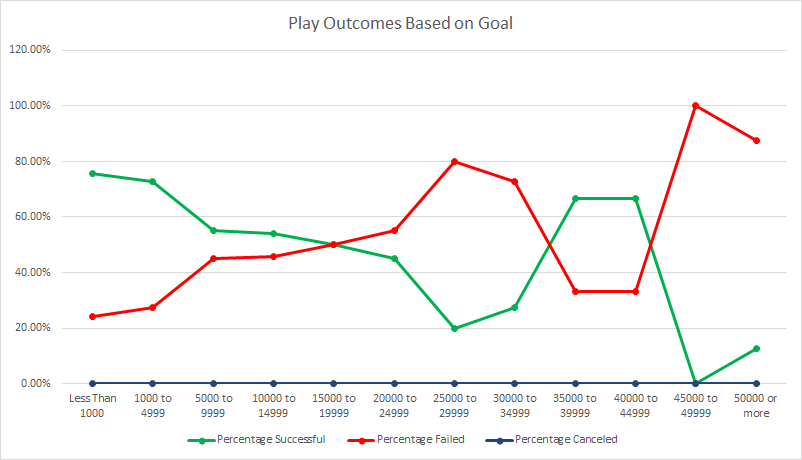 Play Outcomes Based on Goal
120.00%
100.00%
80.00%
60.00%
40.00%
20.00%
0.00%
Less Than 1000 to 5000 to 10000 to 15000 to 20000 to 25000 to 30000 to 35000 to 40000 to 45000 to 50000 or
1000 4999 9999 14999 19999 24999 29999 34999 39999 44999 49999 more
Percentage Successful Percentage Failed Percentage Canceled